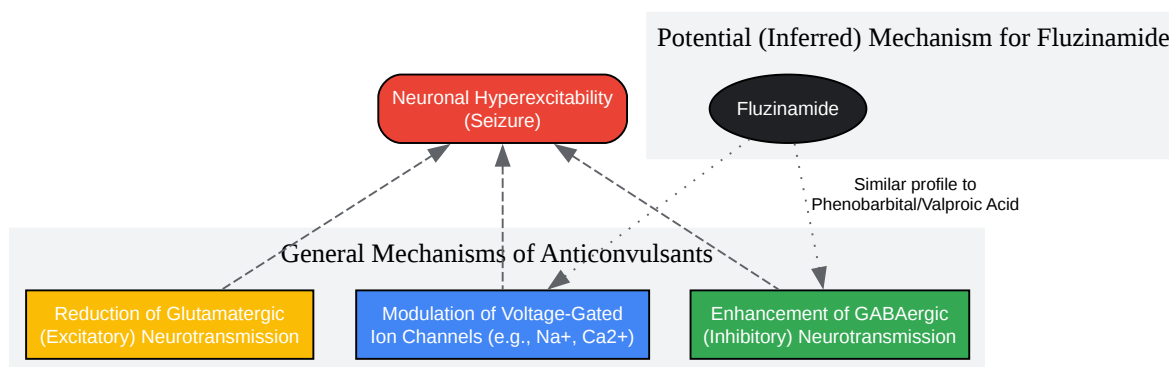 Potential (Inferred) Mechanism for Fluzinamide
Neuronal Hyperexcitability
(Seizure)
Fluzinamide
Similar profile to
Phenobarbital/Valproic Acid
General Mechanisms of Anticonvulsants
Reduction of Glutamatergic
(Excitatory) Neurotransmission
Modulation of Voltage-Gated
Ion Channels (e.g., Na+, Ca2+)
Enhancement of GABAergic
(Inhibitory) Neurotransmission